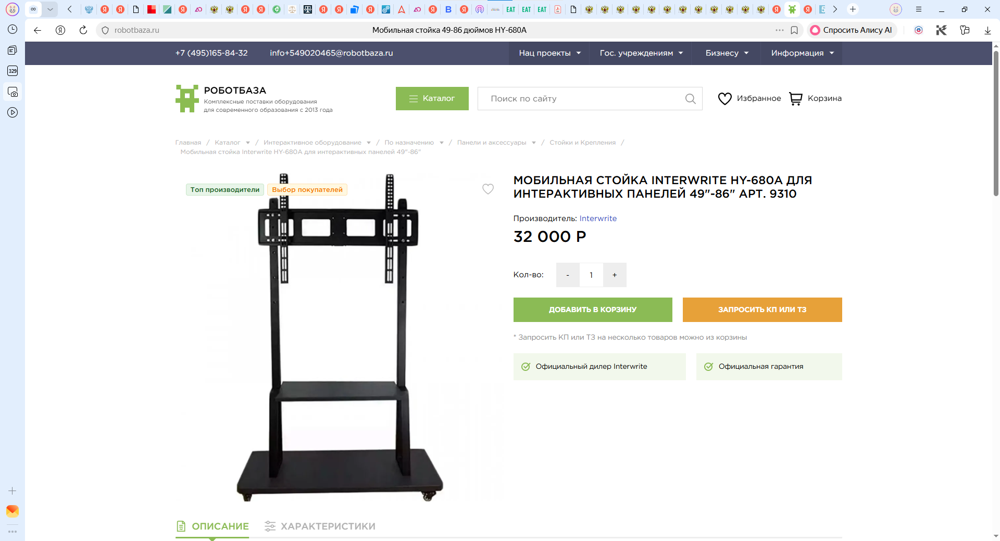 robotbaza.ru
Мобильная стойка 49-86 дюймов HY-680A
Спросить Алису AI
329
EAT
EAT
EAT
+7 (495)165-84-32
info+549020465@robotbaza.ru
Нац проекты
Гос. учреждениям
Бизнесу
Информация
РОБОТБАЗА
Комплексные поставки оборудования
для современного образования с 2013 года
Каталог
Поиск по сайту
Избранное
Корзина
Главная / Каталог / Интерактивное оборудование / По назначению / Панели и аксессуары / Стойки и Крепления /
Мобильная стойка Interwrite HY-680A для интерактивных панелей 49"-86"
Топ производители
Выбор покупателей
МОБИЛЬНАЯ СТОЙКА INTERWRITE HY-680A ДЛЯ
ИНТЕРАКТИВНЫХ ПАНЕЛЕЙ 49"-86" АРТ. 9310
Производитель: Interwrite
32 000 Р
Кол-во:
- 1 +
ДОБАВИТЬ В КОРЗИНУ
ЗАПРОСИТЬ КП ИЛИ ТЗ
* Запросить КП или ТЗ на несколько товаров можно из корзины
Официальный дилер Interwrite
Официальная гарантия
ОПИСАНИЕ
ХАРАКТЕРИСТИКИ